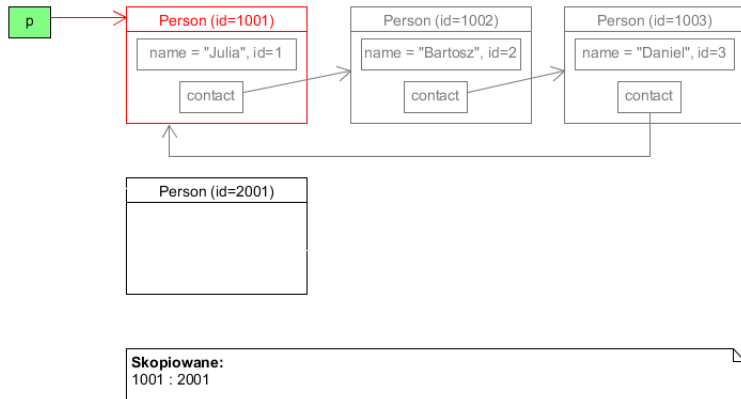 p
Person (id=1001)
Person (id=1002)
Person (id=1003)
name = "Julia", id=1
name = "Bartosz", id=2
name = "Daniel", id=3
contact
contact
contact
Person (id=2001)
Skopiowane:
1001 : 2001